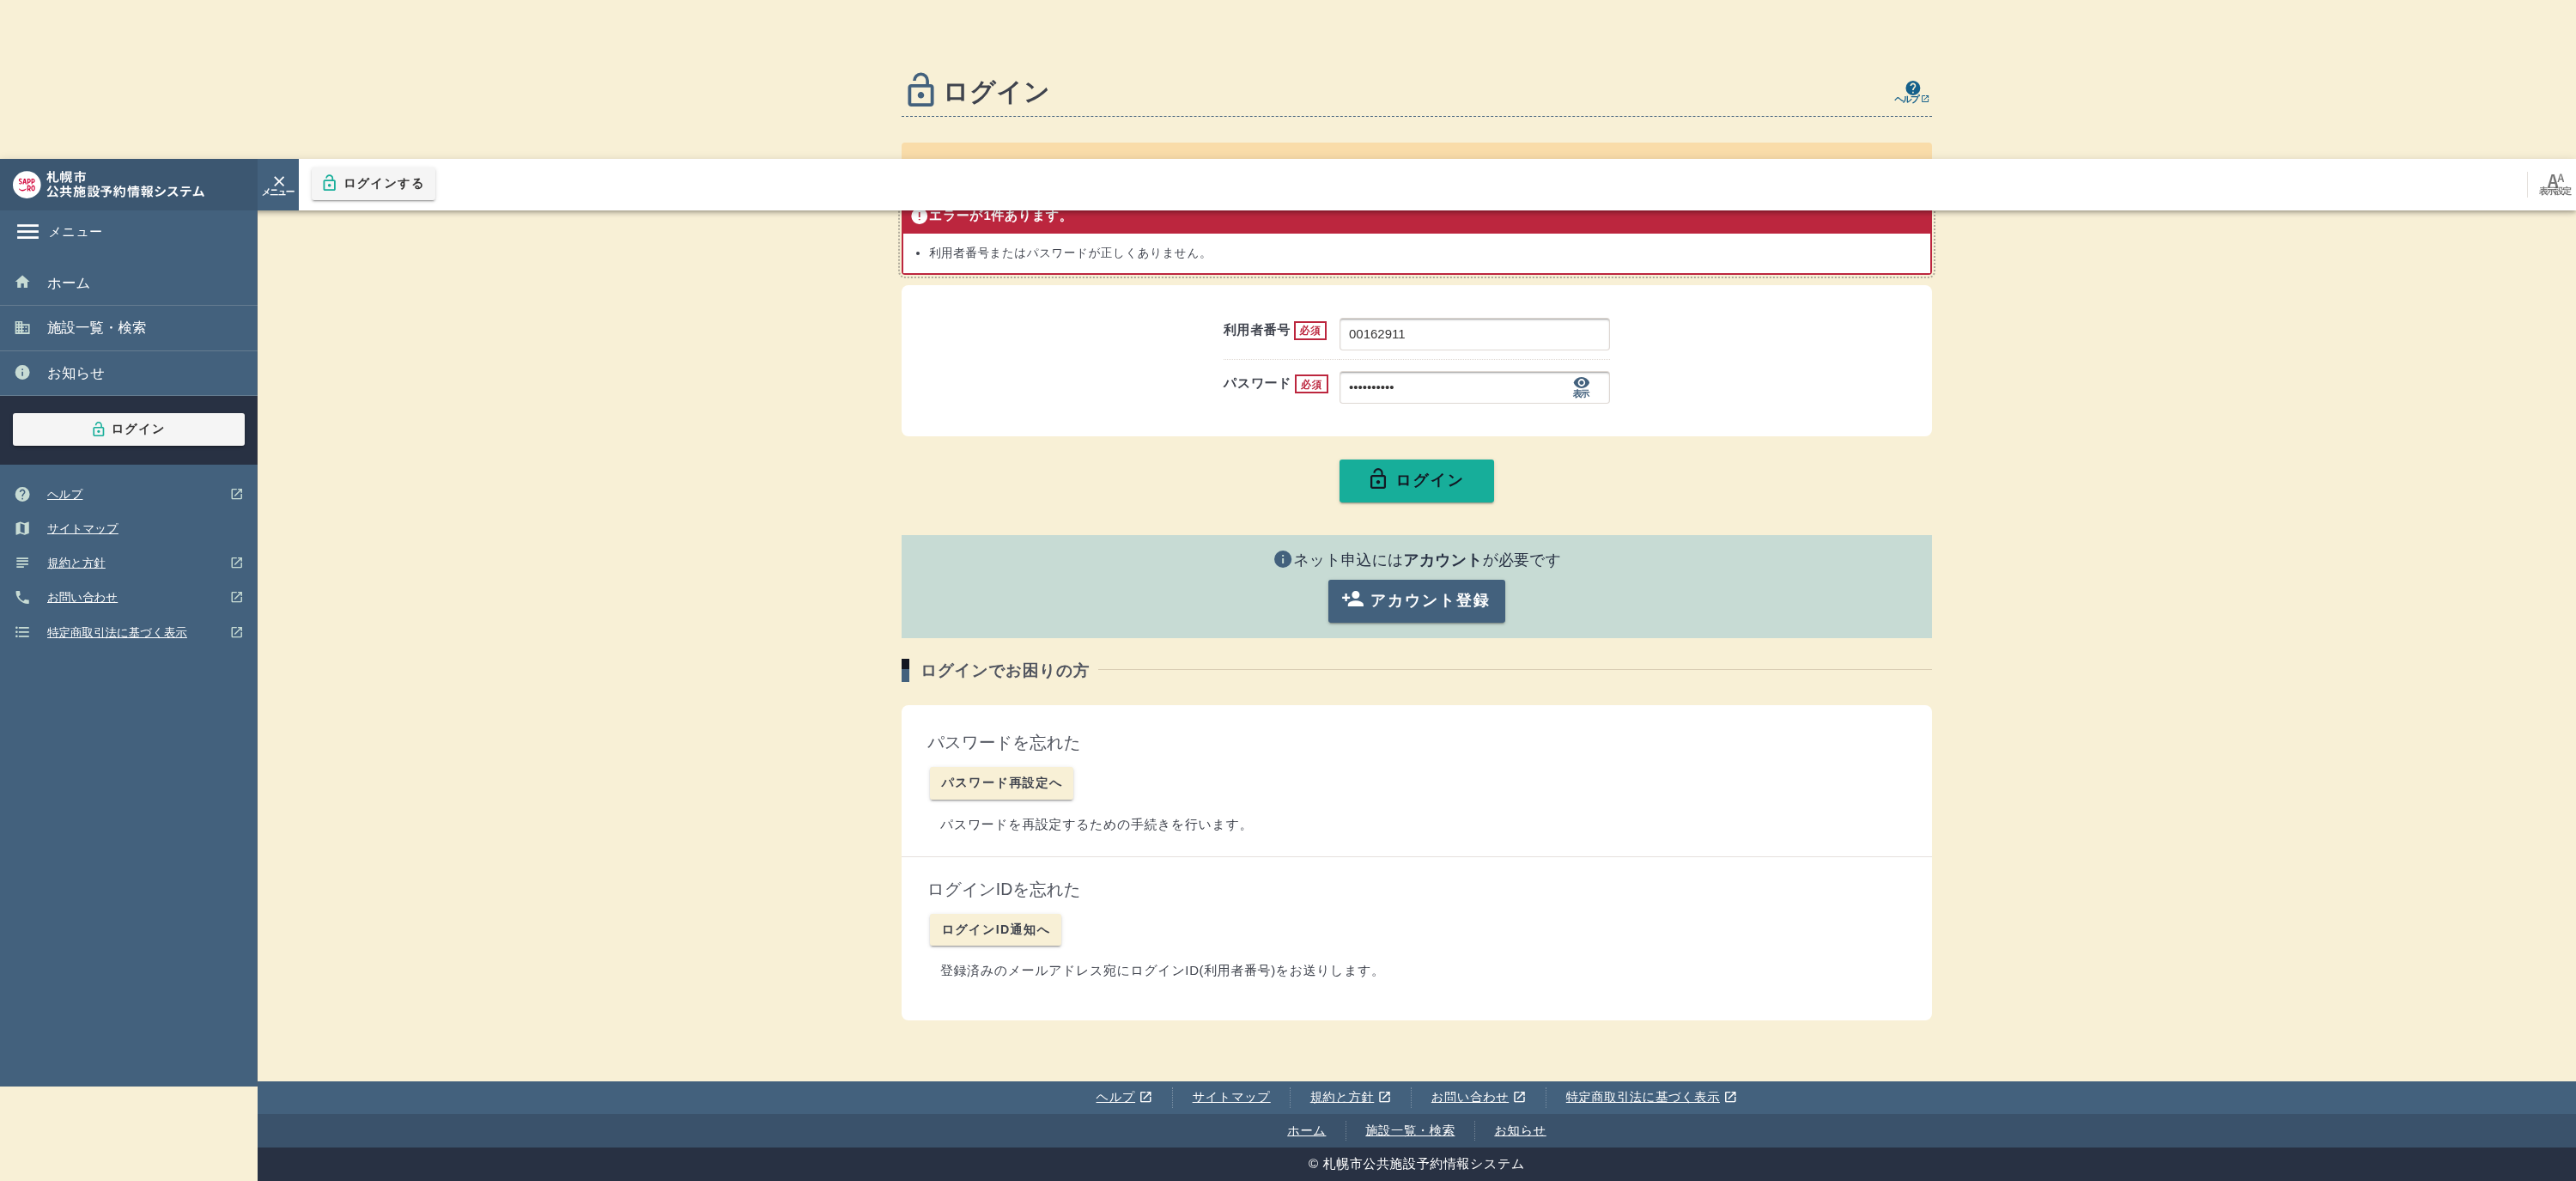 ログイン
ヘルプ
札幌市
公共施設予約情報システム
SAPP
RO
メニュー
ログインする
表示設定
エラーが1件あります。
利用者番号またはパスワードが正しくありません。
メニュー
ホーム
施設一覧・検索
お知らせ
ログイン
ヘルプ
サイトマップ
規約と方針
お問い合わせ
特定商取引法に基づく表示
利用者番号 必須 00162911
パスワード 必須 •••••••••• 表示
ログイン
ネット申込にはアカウントが必要です
アカウント登録
ログインでお困りの方
パスワードを忘れた
パスワード再設定へ
パスワードを再設定するための手続きを行います。
ログインIDを忘れた
ログインID通知へ
登録済みのメールアドレス宛にログインID(利用者番号)をお送りします。
ヘルプ サイトマップ 規約と方針 お問い合わせ 特定商取引法に基づく表示
ホーム 施設一覧・検索 お知らせ
© 札幌市公共施設予約情報システム